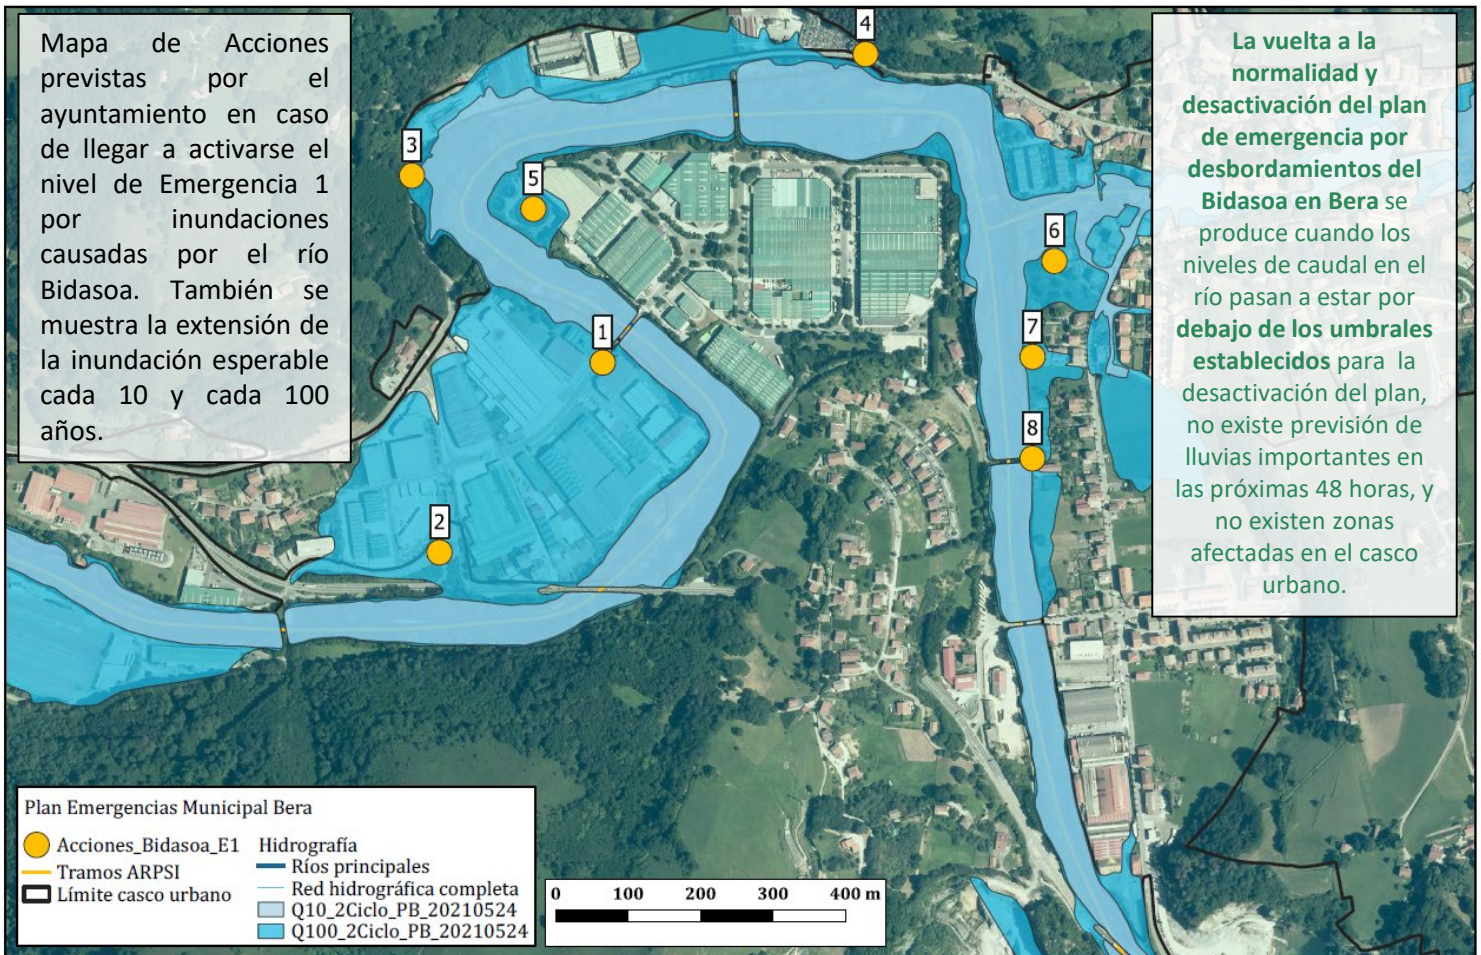 Mapa de Acciones
previstas por el
ayuntamiento en caso
de llegar a activarse el
nivel de Emergencia 1
por inundaciones
causadas por el río
Bidasoa. También se
muestra la extensión de
la inundación esperable
cada 10 y cada 100
años.
4
3
5
6
1
7
8
2
La vuelta a la
normalidad y
desactivación del plan
de emergencia por
desbordamientos del
Bidasoa en Bera se
produce cuando los
niveles de caudal en el
río pasan a estar por
debajo de los umbrales
establecidos para la
desactivación del plan,
no existe previsión de
lluvias importantes en
las próximas 48 horas, y
no existen zonas
afectadas en el casco
urbano.
Plan Emergencias Municipal Bera
Acciones_Bidasoa_E1
Tramos ARPSI
Límite casco urbano
Hidrografía
Ríos principales
Red hidrográfica completa
Q10_2Ciclo_PB_20210524
Q100_2Ciclo_PB_20210524
0 100 200 300 400 m